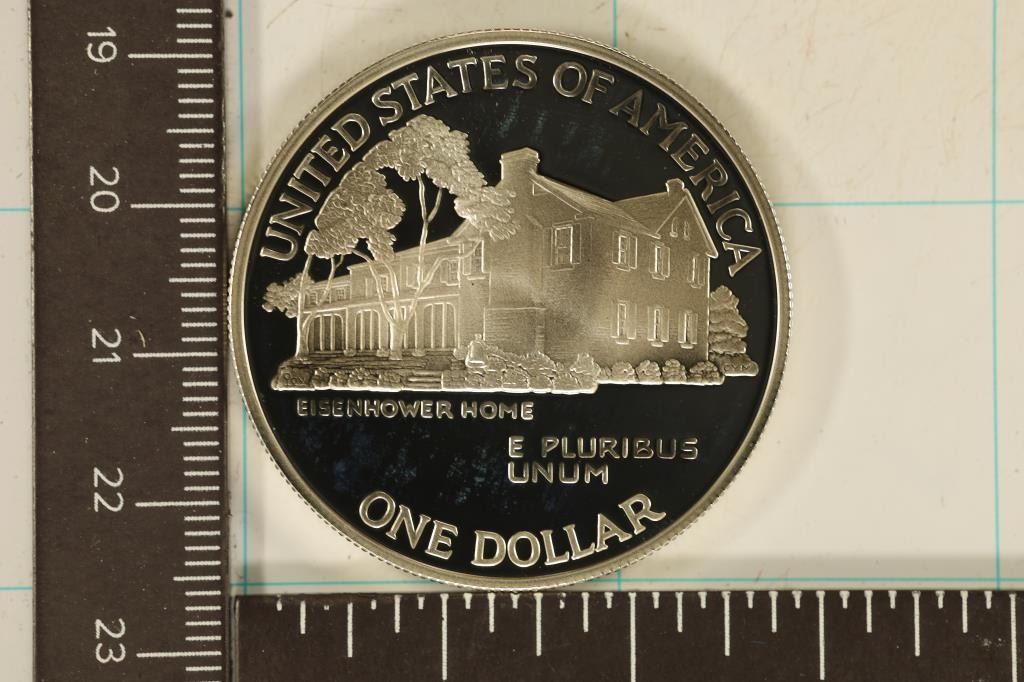 19
20
21
22
23
UNITED STATES OF AMERICA
EISENHOWER HOME
E PLURIBUS
UNUM
ONE DOLLAR